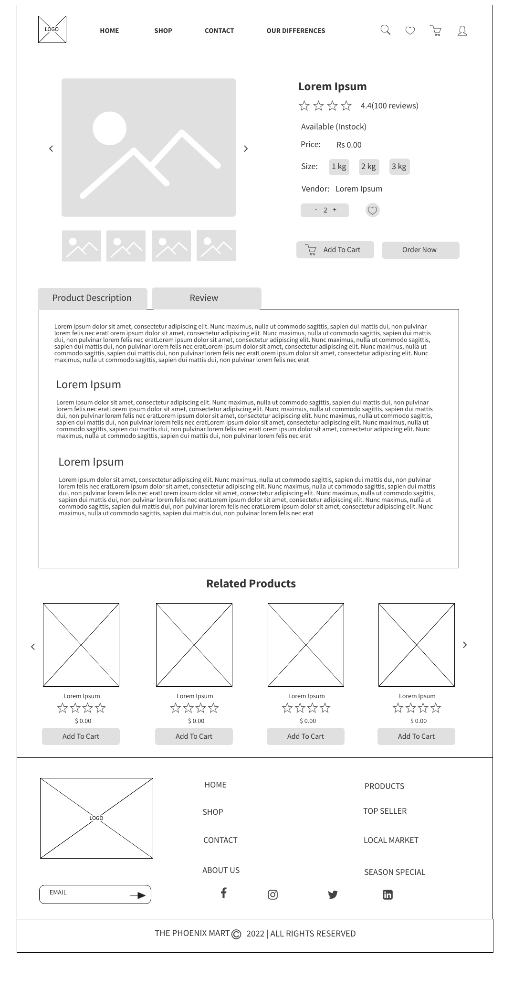 LOGO
HOME SHOP CONTACT OUR DIFFERENCES
Lorem Ipsum
4.4(100 reviews)
Available (Instock)
Price: Rs 0.00
Size: 1 kg 2 kg 3 kg
Vendor: Lorem Ipsum
- 2 +
Add To Cart Order Now
Product Description Review
Lorem ipsum dolor sit amet, consectetur adipiscing elit. Nunc maximus, nulla ut commodo sagittis, sapien dui mattis dui, non pulvinar
lorem felis nec eratLorem ipsum dolor sit amet, consectetur adipiscing elit. Nunc maximus, nulla ut commodo sagittis, sapien dui mattis
dui, non pulvinar lorem felis nec eratLorem ipsum dolor sit amet, consectetur adipiscing elit. Nunc maximus, nulla ut commodo sagittis,
sapien dui mattis dui, non pulvinar lorem felis nec eratLorem ipsum dolor sit amet, consectetur adipiscing elit. Nunc maximus, nulla ut
commodo sagittis, sapien dui mattis dui, non pulvinar lorem felis nec eratLorem ipsum dolor sit amet, consectetur adipiscing elit. Nunc
maximus, nulla ut commodo sagittis, sapien dui mattis dui, non pulvinar lorem felis nec erat
Lorem Ipsum
Lorem ipsum dolor sit amet, consectetur adipiscing elit. Nunc maximus, nulla ut commodo sagittis, sapien dui mattis dui, non pulvinar
lorem felis nec eratLorem ipsum dolor sit amet, consectetur adipiscing elit. Nunc maximus, nulla ut commodo sagittis, sapien dui mattis
dui, non pulvinar lorem felis nec eratLorem ipsum dolor sit amet, consectetur adipiscing elit. Nunc maximus, nulla ut commodo sagittis,
sapien dui mattis dui, non pulvinar lorem felis nec eratLorem ipsum dolor sit amet, consectetur adipiscing elit. Nunc maximus, nulla ut
commodo sagittis, sapien dui mattis dui, non pulvinar lorem felis nec eratLorem ipsum dolor sit amet, consectetur adipiscing elit. Nunc
maximus, nulla ut commodo sagittis, sapien dui mattis dui, non pulvinar lorem felis nec erat
Lorem Ipsum
Lorem ipsum dolor sit amet, consectetur adipiscing elit. Nunc maximus, nulla ut commodo sagittis, sapien dui mattis dui, non pulvinar
lorem felis nec eratLorem ipsum dolor sit amet, consectetur adipiscing elit. Nunc maximus, nulla ut commodo sagittis, sapien dui mattis
dui, non pulvinar lorem felis nec eratLorem ipsum dolor sit amet, consectetur adipiscing elit. Nunc maximus, nulla ut commodo sagittis,
sapien dui mattis dui, non pulvinar lorem felis nec eratLorem ipsum dolor sit amet, consectetur adipiscing elit. Nunc maximus, nulla ut
commodo sagittis, sapien dui mattis dui, non pulvinar lorem felis nec eratLorem ipsum dolor sit amet, consectetur adipiscing elit. Nunc
maximus, nulla ut commodo sagittis, sapien dui mattis dui, non pulvinar lorem felis nec erat
Related Products
Lorem Ipsum Lorem Ipsum Lorem Ipsum Lorem Ipsum
$ 0.00 $ 0.00 $ 0.00 $ 0.00
Add To Cart Add To Cart Add To Cart Add To Cart
LOGO
EMAIL
HOME
SHOP
CONTACT
ABOUT US
PRODUCTS
TOP SELLER
LOCAL MARKET
SEASON SPECIAL
THE PHOENIX MART © 2022 | ALL RIGHTS RESERVED